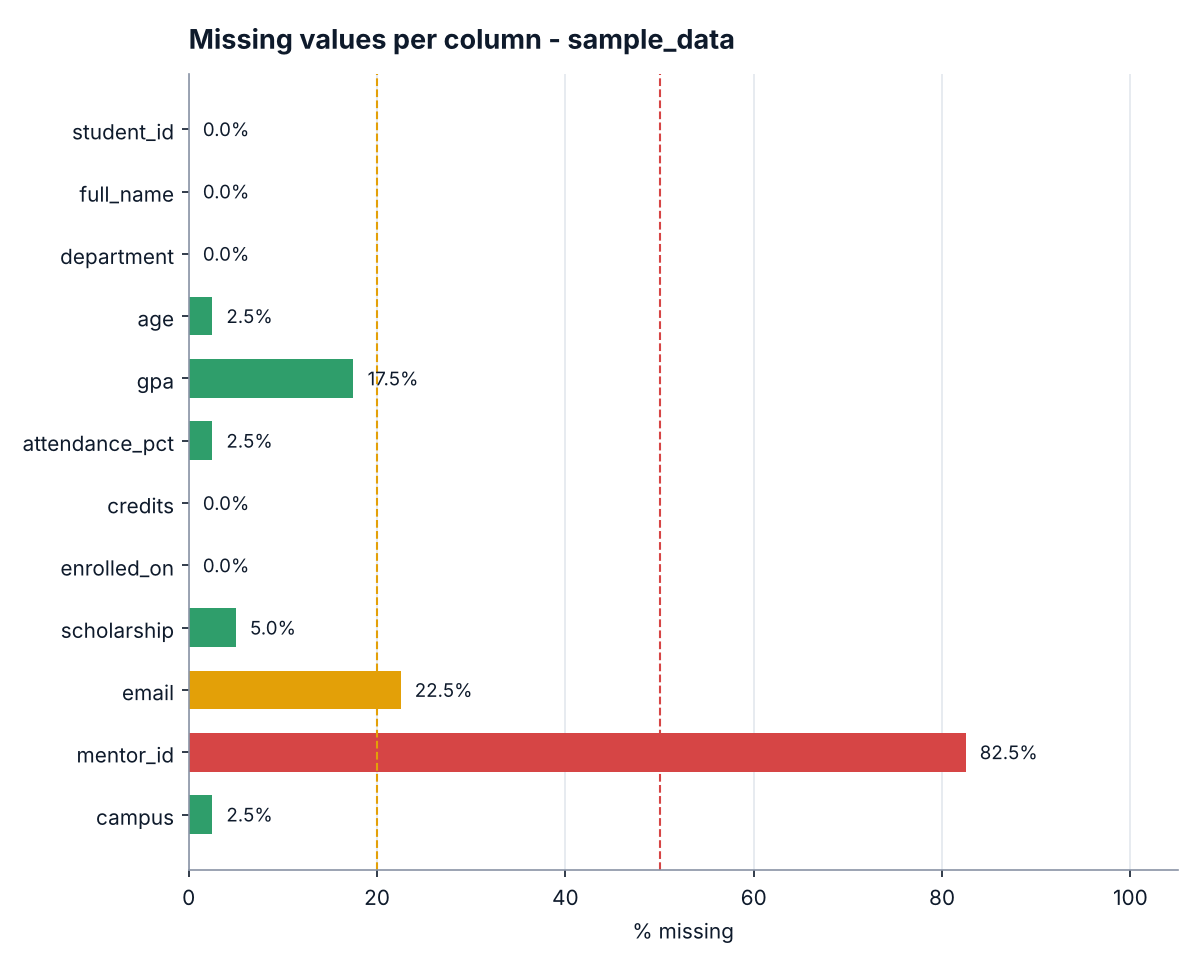 Missing values per column - sample_data
student_id 0.0%
full_name 0.0%
department 0.0%
age 2.5%
gpa 17.5%
attendance_pct 2.5%
credits 0.0%
enrolled_on 0.0%
scholarship 5.0%
email 22.5%
mentor_id 82.5%
campus 2.5%
0 20 40 60 80 100
% missing